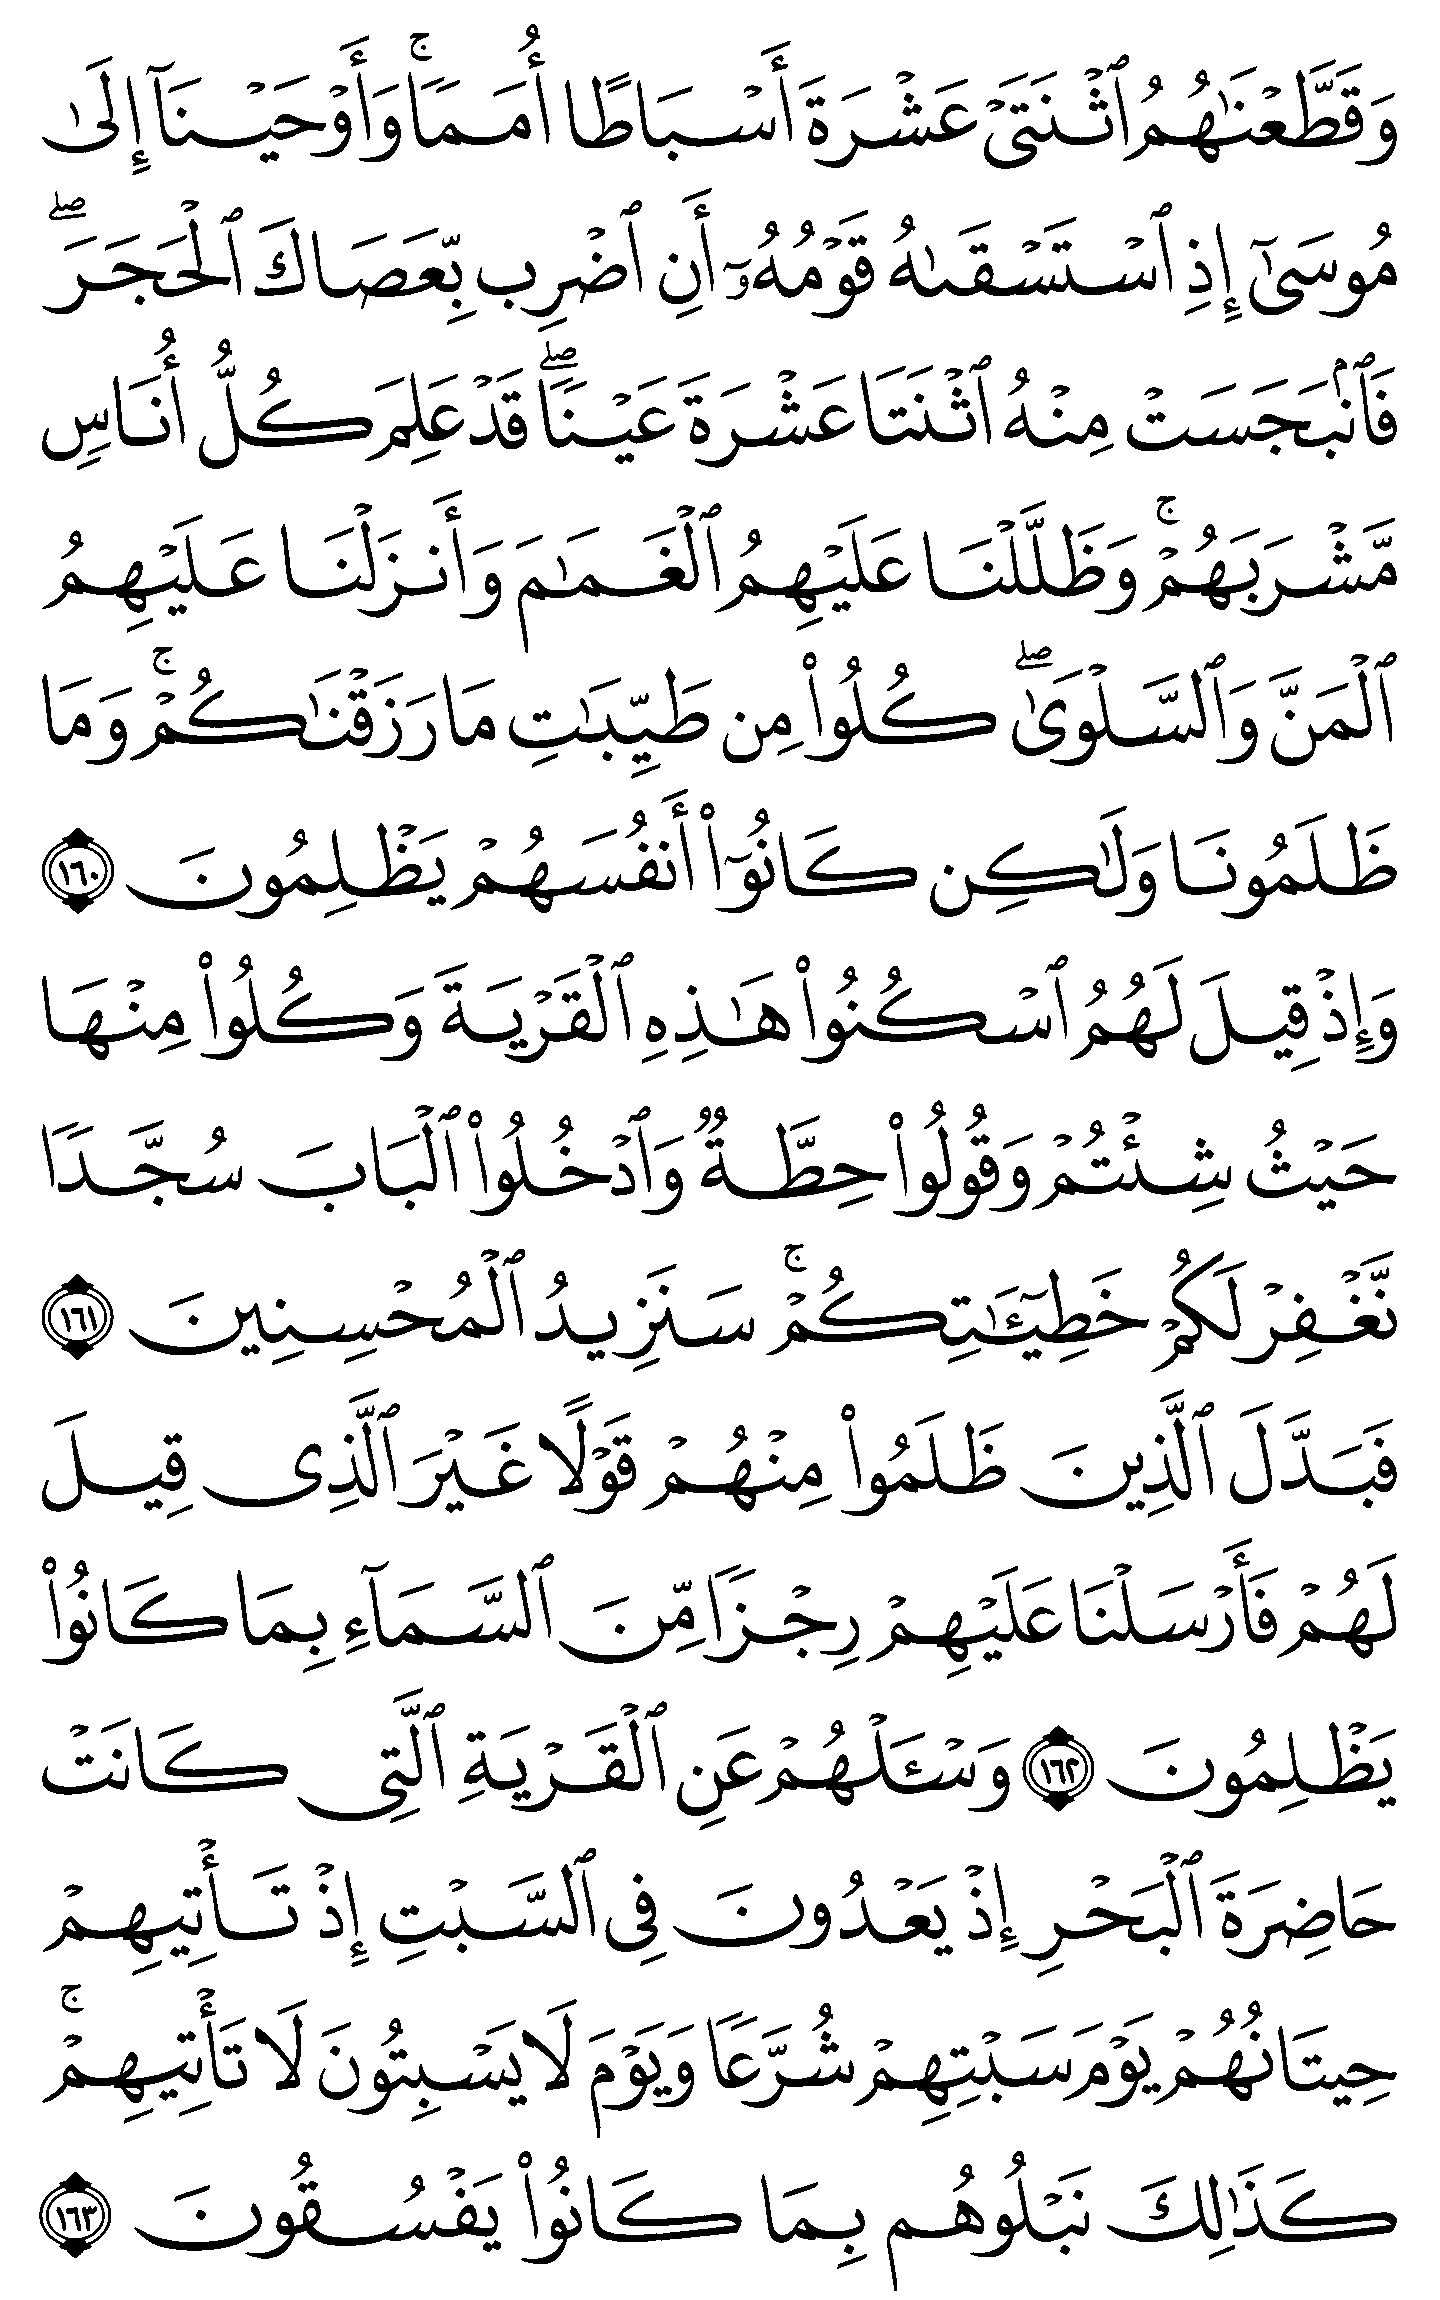 وَقَطَّعۡنَٰهُمُ ٱثۡنَتَيۡ عَشۡرَةَ أَسۡبَاطًا أُمَمٗاۚ وَأَوۡحَيۡنَآ إِلَىٰ
مُوسَىٰٓ إِذِ ٱسۡتَسۡقَىٰهُ قَوۡمُهُۥٓ أَنِ ٱضۡرِب بِّعَصَاكَ ٱلۡحَجَرَۖ
فَٱنۢبَجَسَتۡ مِنۡهُ ٱثۡنَتَا عَشۡرَةَ عَيۡنٗاۖ قَدۡ عَلِمَ كُلُّ أُنَاسٖ
مَّشۡرَبَهُمۡۚ وَظَلَّلۡنَا عَلَيۡهِمُ ٱلۡغَمَٰمَ وَأَنزَلۡنَا عَلَيۡهِمُ
ٱلۡمَنَّ وَٱلسَّلۡوَىٰۖ كُلُواْ مِن طَيِّبَٰتِ مَا رَزَقۡنَٰكُمۡۚ وَمَا
ظَلَمُونَا وَلَٰكِن كَانُوٓاْ أَنفُسَهُمۡ يَظۡلِمُونَ ١٦٠
وَإِذۡ قِيلَ لَهُمُ ٱسۡكُنُواْ هَٰذِهِ ٱلۡقَرۡيَةَ وَكُلُواْ مِنۡهَا
حَيۡثُ شِئۡتُمۡ وَقُولُواْ حِطَّةٞ وَٱدۡخُلُواْ ٱلۡبَابَ سُجَّدٗا
نَّغۡفِرۡ لَكُمۡ خَطِيٓـَٰٔتِكُمۡۚ سَنَزِيدُ ٱلۡمُحۡسِنِينَ ١٦١
فَبَدَّلَ ٱلَّذِينَ ظَلَمُواْ مِنۡهُمۡ قَوۡلًا غَيۡرَ ٱلَّذِي قِيلَ
لَهُمۡ فَأَرۡسَلۡنَا عَلَيۡهِمۡ رِجۡزٗا مِّنَ ٱلسَّمَآءِ بِمَا كَانُواْ
يَظۡلِمُونَ ١٦٢ وَسۡـَٔلۡهُمۡ عَنِ ٱلۡقَرۡيَةِ ٱلَّتِي كَانَتۡ
حَاضِرَةَ ٱلۡبَحۡرِ إِذۡ يَعۡدُونَ فِي ٱلسَّبۡتِ إِذۡ تَأۡتِيهِمۡ
حِيتَانُهُمۡ يَوۡمَ سَبۡتِهِمۡ شُرَّعٗا وَيَوۡمَ لَا يَسۡبِتُونَ لَا تَأۡتِيهِمۡۚ
كَذَٰلِكَ نَبۡلُوهُم بِمَا كَانُواْ يَفۡسُقُونَ ١٦٣